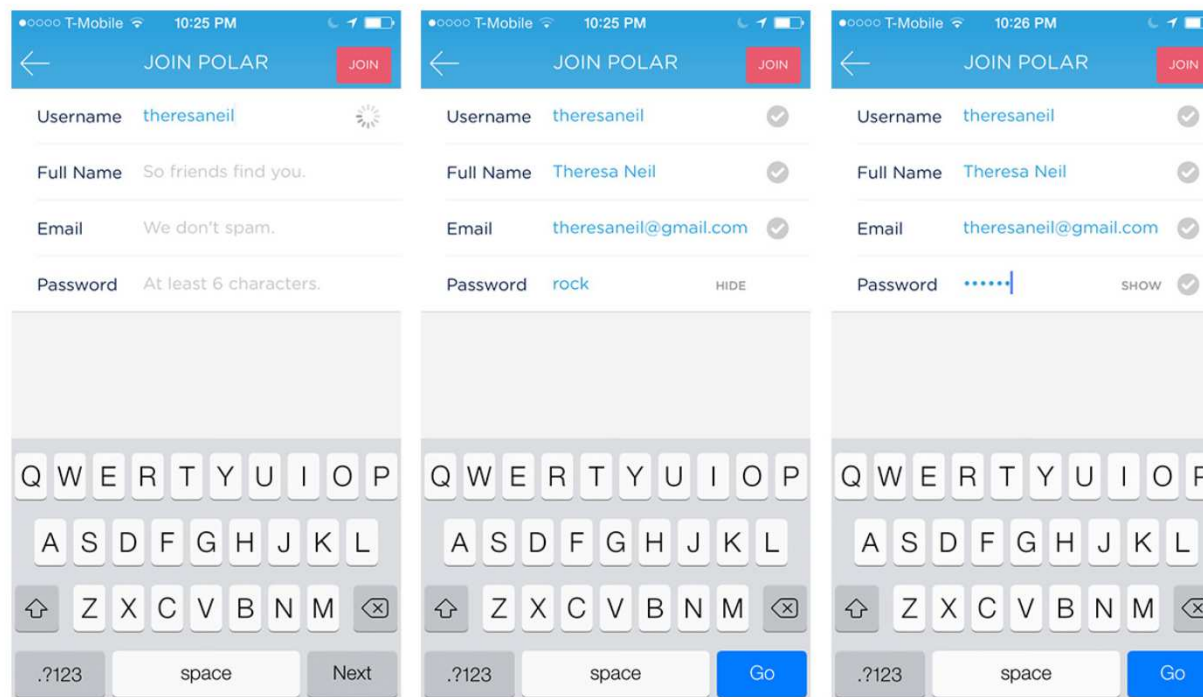 T-Mobile 10:25 PM
JOIN POLAR JOIN
Username theresaneil
Full Name So friends find you.
Email We don't spam.
Password At least 6 characters.
Q W E R T Y U I O P
A S D F G H J K L
Z X C V B N M
.?123 space Next
T-Mobile 10:25 PM
JOIN POLAR JOIN
Username theresaneil
Full Name Theresa Neil
Email theresaneil@gmail.com
Password rock HIDE
Q W E R T Y U I O P
A S D F G H J K L
Z X C V B N M
.?123 space Go
T-Mobile 10:26 PM
JOIN POLAR JOIN
Username theresaneil
Full Name Theresa Neil
Email theresaneil@gmail.com
Password •••••• SHOW
Q W E R T Y U I O P
A S D F G H J K L
Z X C V B N M
.?123 space Go